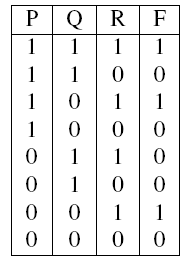 P Q R F
1 1 1 1
1 1 0 0
1 0 1 1
1 0 0 0
0 1 1 0
0 1 0 0
0 0 1 1
0 0 0 0